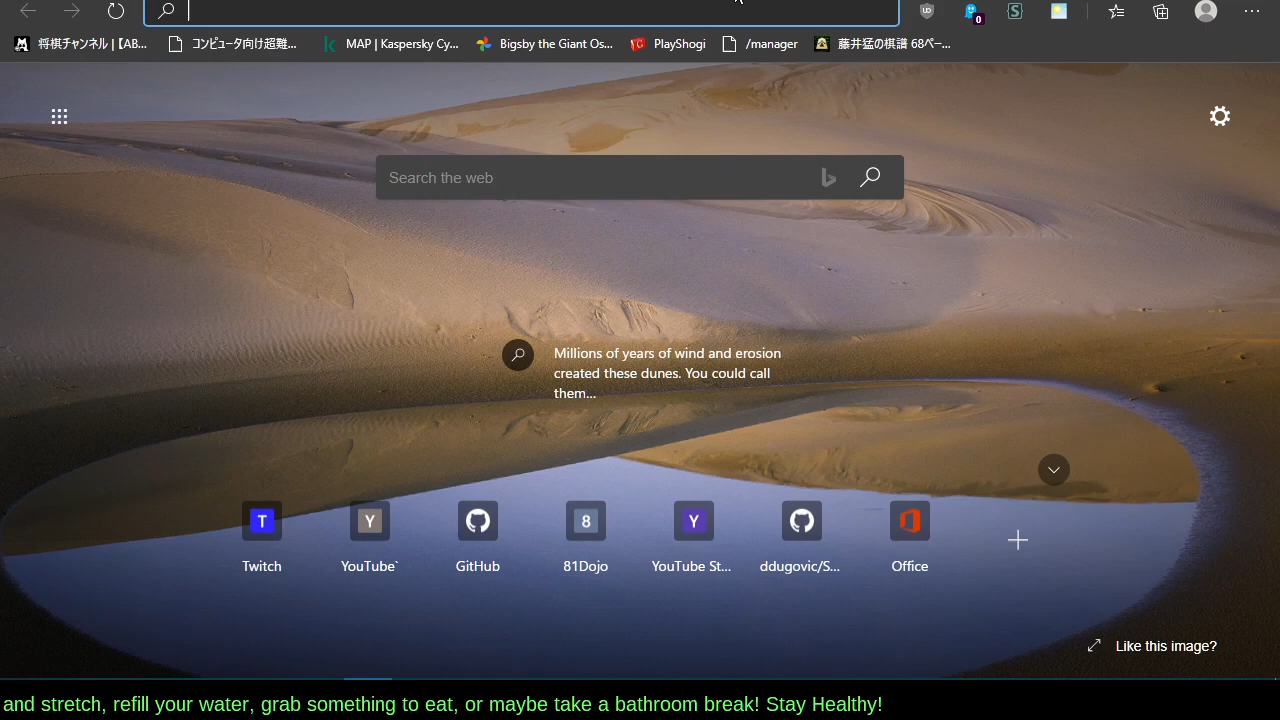 将棋チャンネル |【AB...
コンピュータ向け超難...
MAP | Kaspersky Cy...
Bigsby the Giant Os...
PlayShogi
/manager
藤井猛の棋譜 68ペー...
UD
0
Search the web
Millions of years of wind and erosion
created these dunes. You could call
them...
T
Y
8
Y
Twitch
YouTube`
GitHub
81Dojo
YouTube St...
ddugovic/S...
Office
Like this image?
and stretch, refill your water, grab something to eat, or maybe take a bathroom break! Stay Healthy!